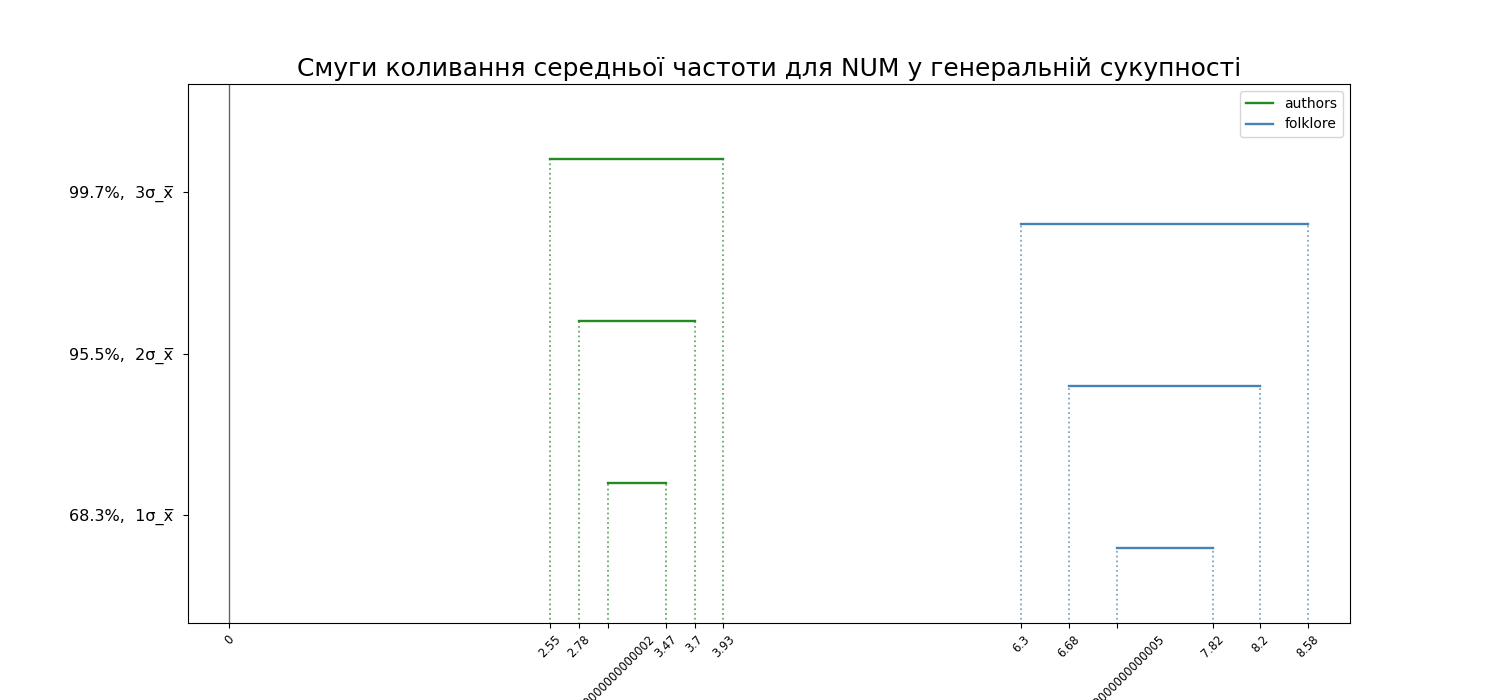 Смуги коливання середньої частоти для NUM у генеральній сукупності
authors
folklore
99.7%, 3σ_x̅
95.5%, 2σ_x̅
68.3%, 1σ_x̅
0
2.55
2.78
3.47
3.7
3.93
6.3
6.68
7.82
8.2
8.58